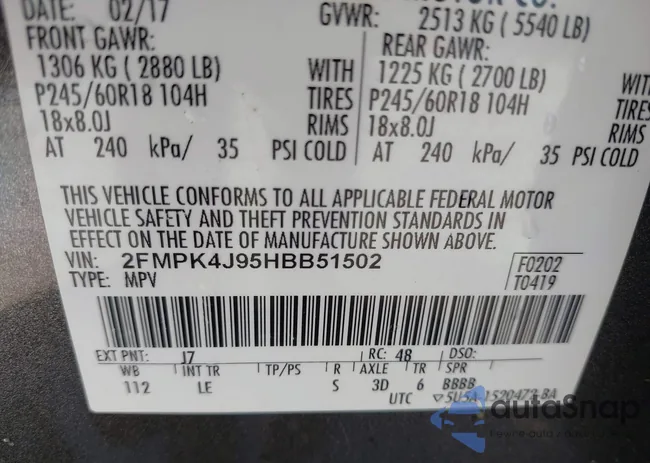 DATE: 02/17 GVWR: 2513 KG ( 5540 LB)
FRONT GAWR: REAR GAWR:
1306 KG ( 2880 LB) WITH 1225 KG ( 2700 LB) WITH
P245/60R18 104H TIRES P245/60R18 104H TIRES
18x8.0J RIMS 18x8.0J RIMS
AT 240 kPa/ 35 PSI COLD AT 240 kPa/ 35 PSI COLD
THIS VEHICLE CONFORMS TO ALL APPLICABLE FEDERAL MOTOR
VEHICLE SAFETY AND THEFT PREVENTION STANDARDS IN
EFFECT ON THE DATE OF MANUFACTURE SHOWN ABOVE.
VIN: 2FMPK4J95HBB51502 F0202
TYPE: MPV T0419
EXT PNT: J7 RC: 48 DSO:
WB INT TR TP/PS R AXLE TR SPR
112 LE S 3D 6 BBBB
UTC
autoSnap